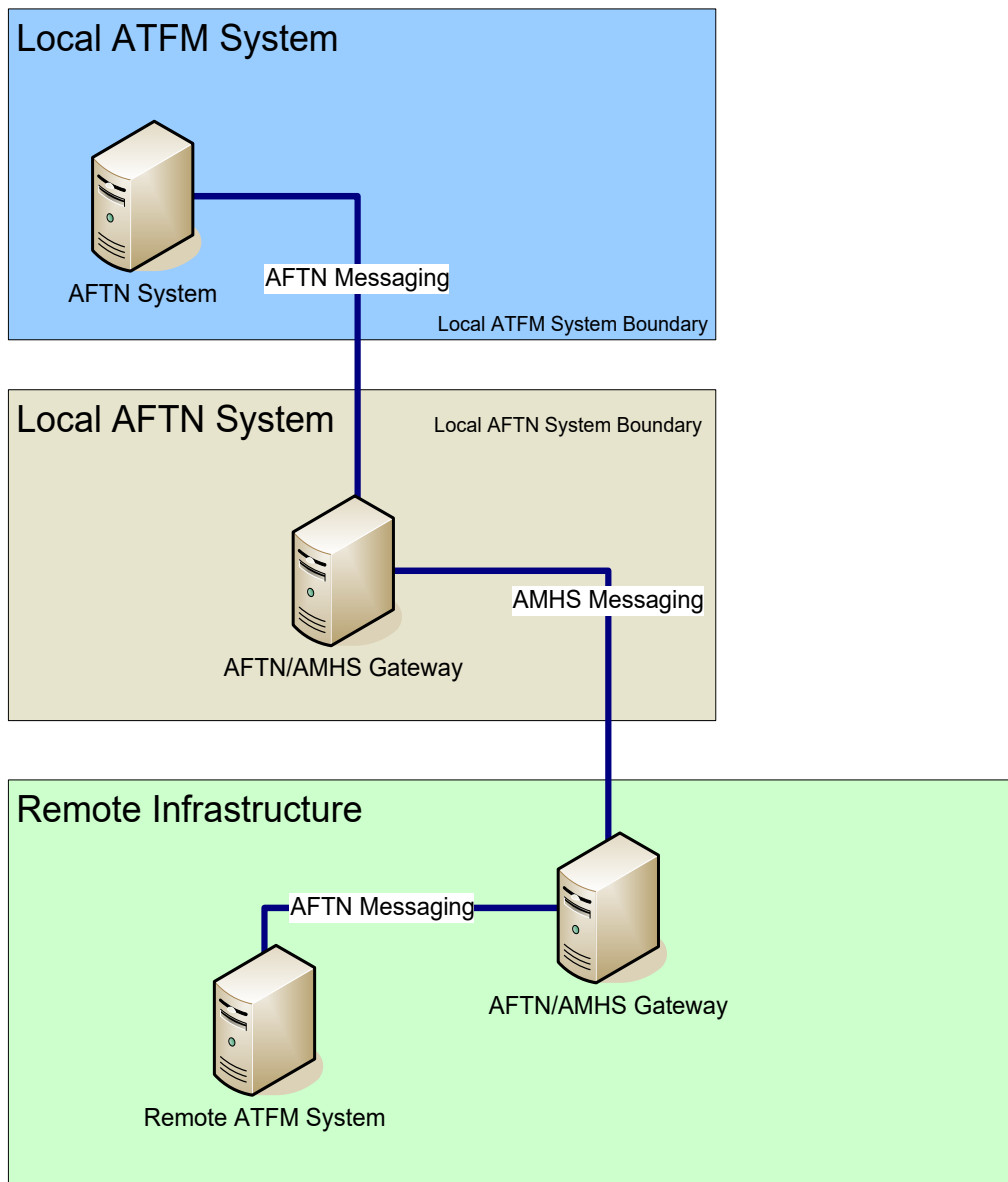 Local ATFM System
AFTN System
AFTN Messaging
Local ATFM System Boundary
Local AFTN System
Local AFTN System Boundary
AFTN/AMHS Gateway
AMHS Messaging
Remote Infrastructure
AFTN Messaging
AFTN/AMHS Gateway
Remote ATFM System